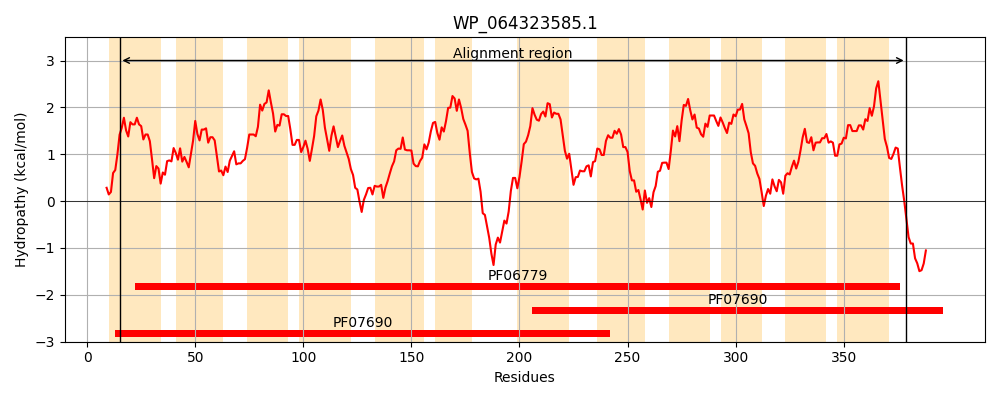 WP_064323585.1
Alignment region
Hydropathy (kcal/mol)
3
2
1
0
−1
−2
−3
PF06779
PF07690
PF07690
0 50 100 150 200 250 300 350
Residues